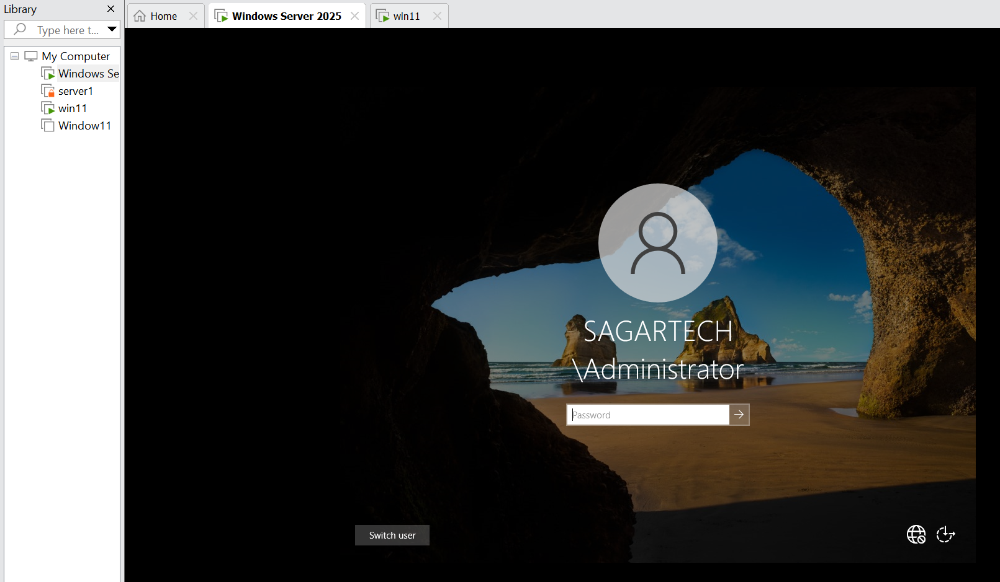 Library
Home
Windows Server 2025
win11
Type here t...
My Computer
Windows Se
server1
win11
Window11
SAGARTECH
\Administrator
Password
Switch user